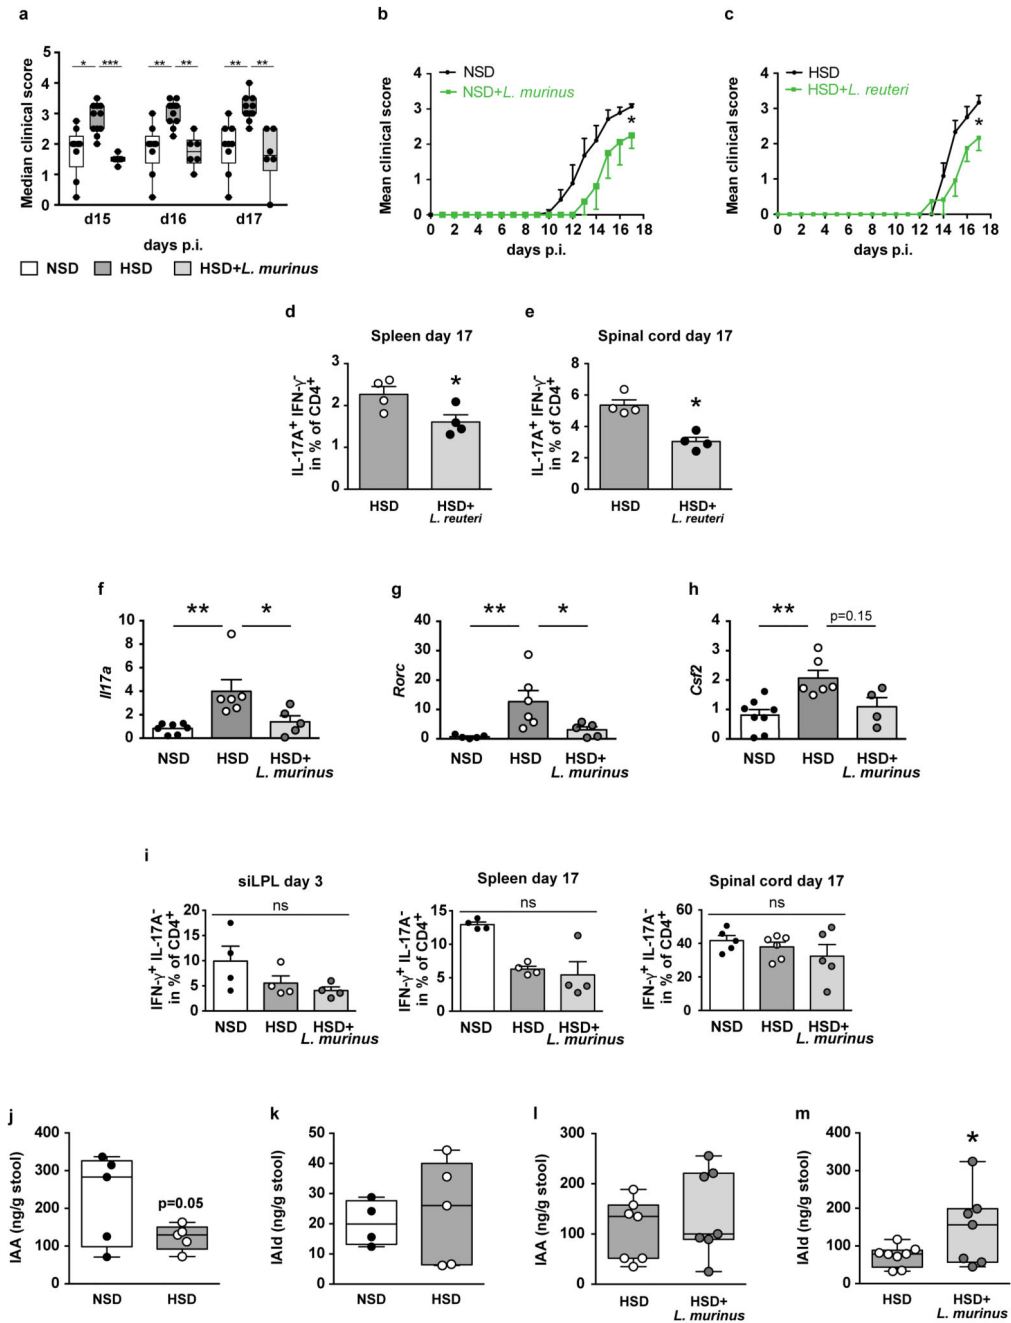 a
Median clinical score
5
4
3
2
1
0
* *** ** ** ** **
d15 d16 d17
days p.i.
NSD HSD HSD+L. murinus
b
Mean clinical score
4
3
2
1
0
NSD
NSD+L. murinus
*
0 2 4 6 8 10 12 14 16 18
days p.i.
c
Mean clinical score
4
3
2
1
0
HSD
HSD+L. reuteri
*
0 2 4 6 8 10 12 14 16 18
days p.i.
d
Spleen day 17
IL-17A⁺ IFN-γ⁻
in % of CD4⁺
3
2
1
0
*
HSD HSD+
L. reuteri
e
Spinal cord day 17
IL-17A⁺ IFN-γ⁻
in % of CD4⁺
8
6
4
2
0
*
HSD HSD+
L. reuteri
f
Il17a
10
8
6
4
2
0
** *
NSD HSD HSD+
L. murinus
g
Rorc
40
30
20
10
0
** *
NSD HSD HSD+
L. murinus
h
Csf2
4
3
2
1
0
** p=0.15
NSD HSD HSD+
L. murinus
i
siLPL day 3
IFN-γ⁺ IL-17A⁻
in % of CD4⁺
20
15
10
5
0
ns
NSD HSD HSD+
L. murinus
Spleen day 17
IFN-γ⁺ IL-17A⁻
in % of CD4⁺
15
10
5
0
ns
NSD HSD HSD+
L. murinus
Spinal cord day 17
IFN-γ⁺ IL-17A⁻
in % of CD4⁺
60
40
20
0
ns
NSD HSD HSD+
L. murinus
j
IAA (ng/g stool)
400
300
200
100
0
p=0.05
NSD HSD
k
IAld (ng/g stool)
50
40
30
20
10
0
NSD HSD
l
IAA (ng/g stool)
300
200
100
0
HSD HSD+
L. murinus
m
IAld (ng/g stool)
400
300
200
100
0
*
HSD HSD+
L. murinus